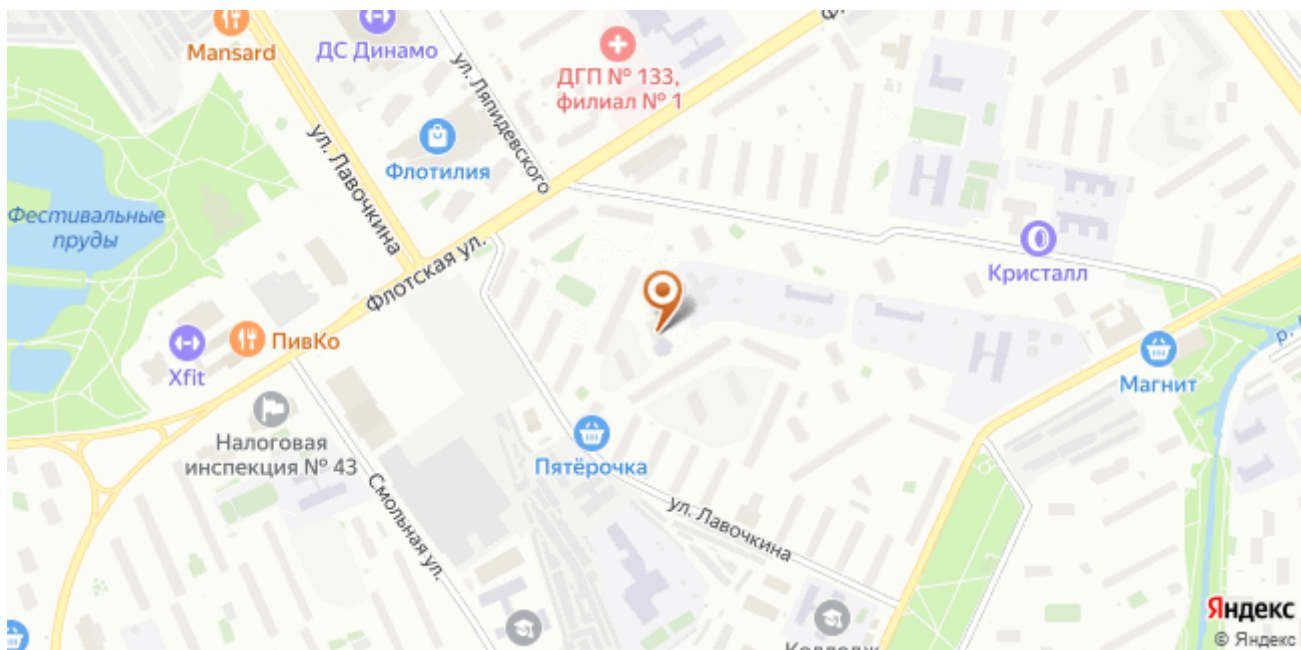 Mansard
ДС Динамо
ул. Ляпидевского
ДГП № 133,
филиал № 1
ул. Лавочкина
Флотилия
Фестивальные
пруды
Флотская ул.
Кристалл
ПивКо
Xfit
Магнит
Налоговая
инспекция № 43
Пятёрочка
Смольная ул.
ул. Лавочкина
Яндекс
© Яндекс